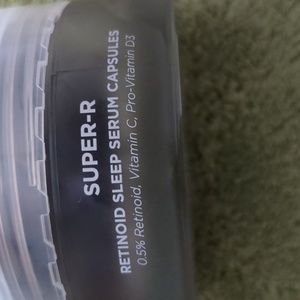 SUPER-R
RETINOID SLEEP SERUM CAPSULES
0.5% Retinoid, Vitamin C, Pro-Vitamin D3